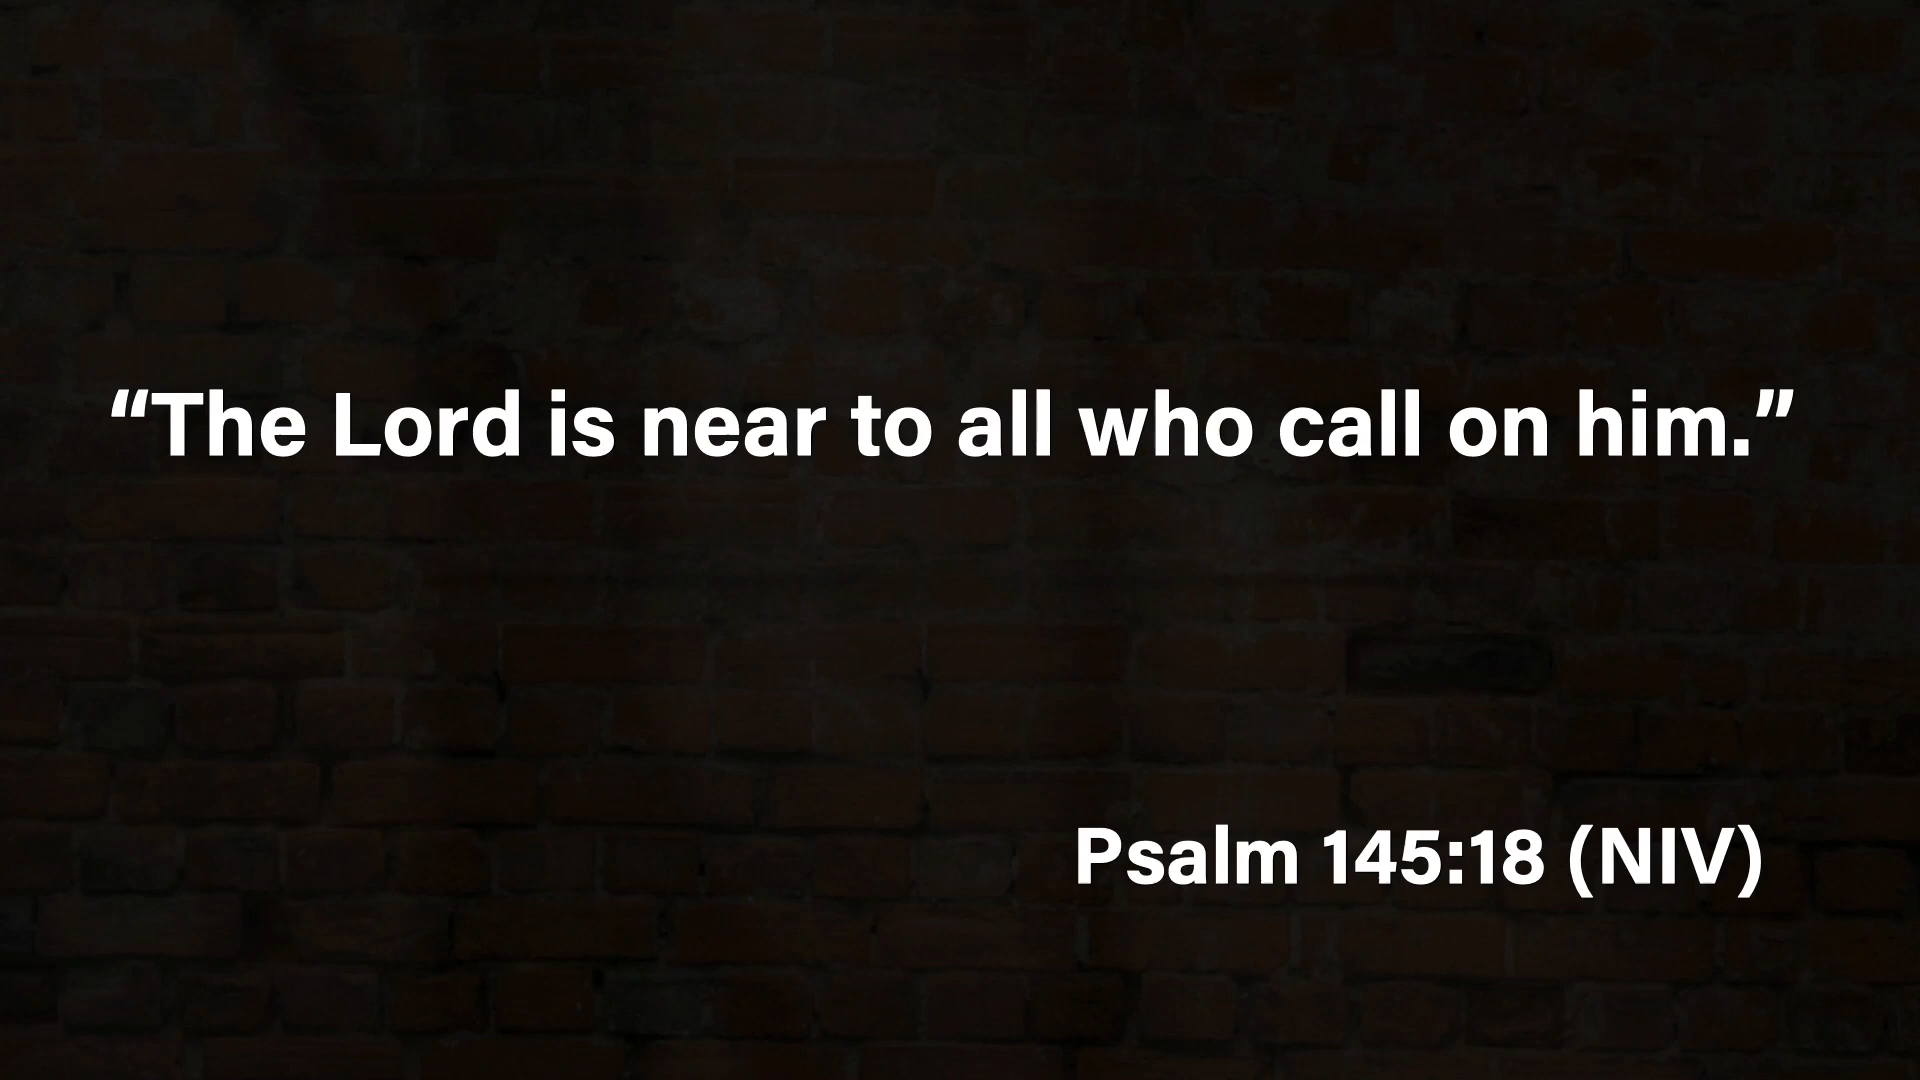 “The Lord is near to all who call on him.”
Psalm 145:18 (NIV)